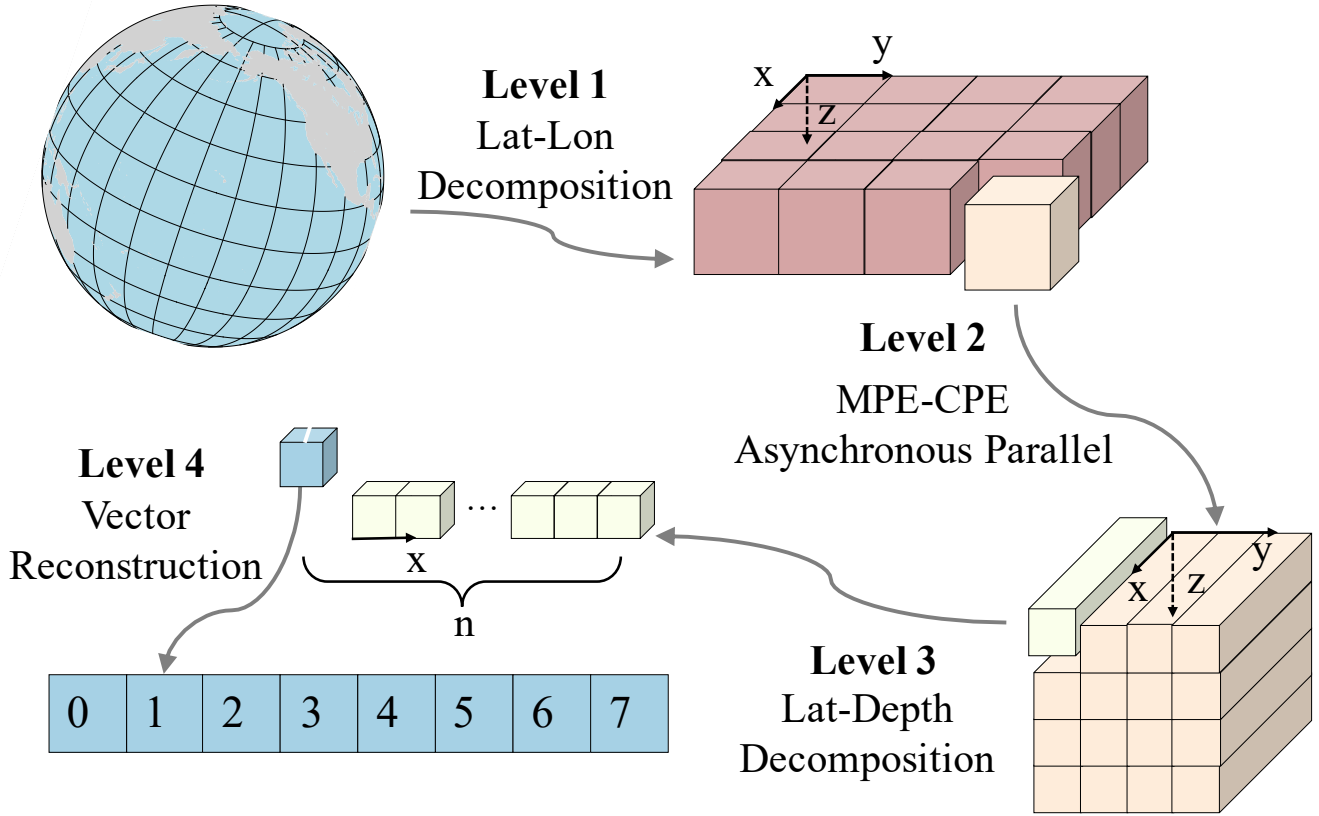 Level 1
Lat-Lon
Decomposition
y
x
z
Level 2
MPE-CPE
Asynchronous Parallel
y
x
z
Level 3
Lat-Depth
Decomposition
...
x
n
Level 4
Vector
Reconstruction
0 1 2 3 4 5 6 7